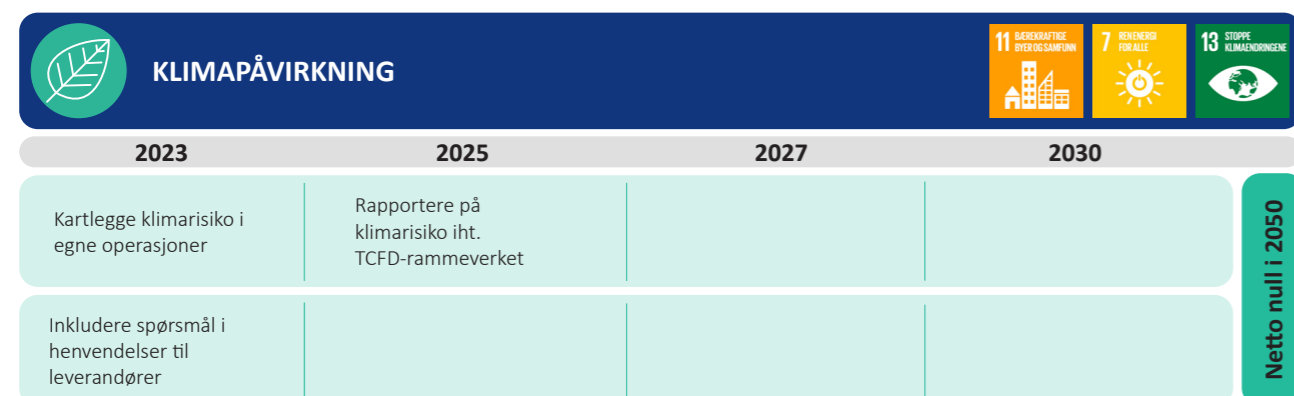 KLIMAPÅVIRKNING
11 BÆREKRAFTIGE
BYER OG SAMFUNN
7 REN ENERGI
FOR ALLE
13 STOPPE
KLIMAENDRINGENE
2023 2025 2027 2030
Kartlegge klimarisiko i
egne operasjoner
Rapportere på
klimarisiko iht.
TCFD-rammeverket
Inkludere spørsmål i
henvendelser til
leverandører
Netto null i 2050